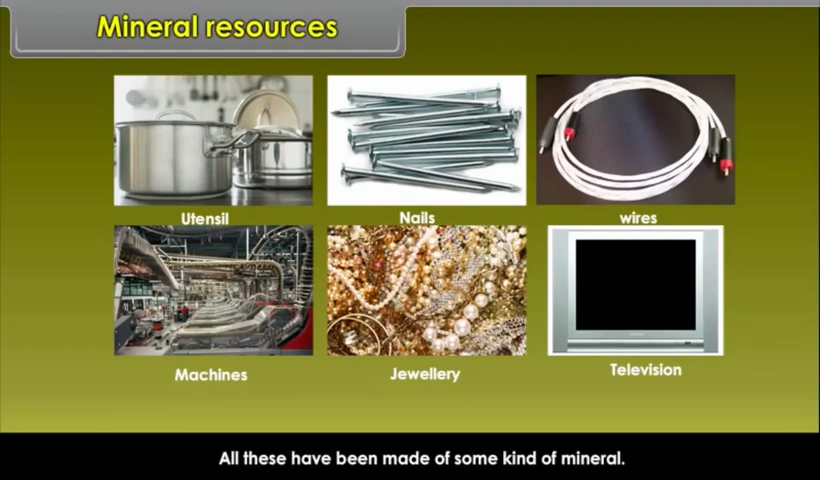 Mineral resources
Utensil
Nails
wires
Machines
Jewellery
Television
All these have been made of some kind of mineral.